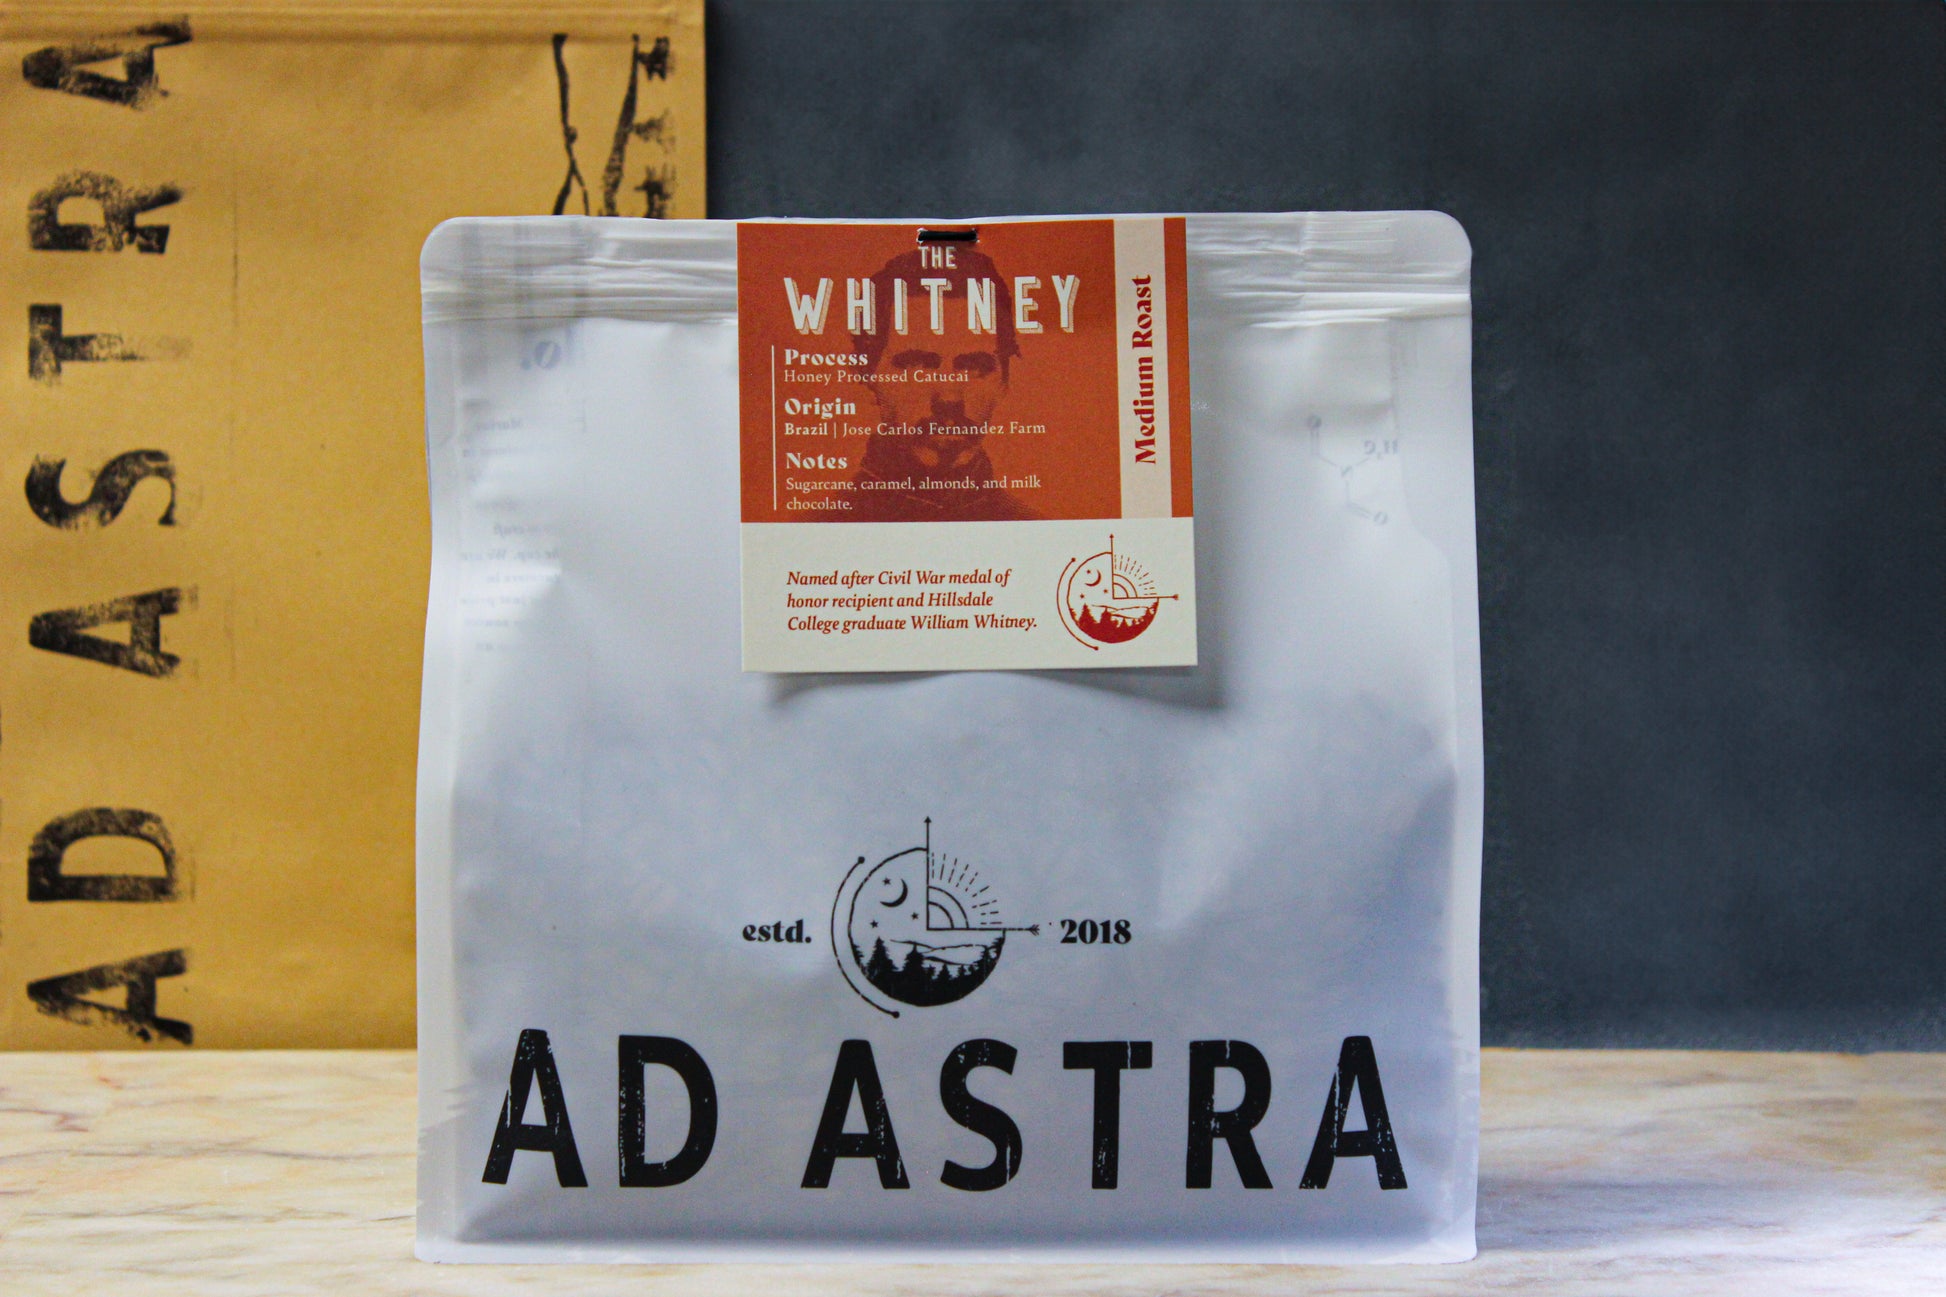 AD ASTRA
THE
WHITNEY
Process
Honey Processed Catucai
Origin
Brazil | Jose Carlos Fernandez Farm
Notes
Sugarcane, caramel, almonds, and milk
chocolate.
Medium Roast
Named after Civil War medal of
honor recipient and Hillsdale
College graduate William Whitney.
estd.
2018
AD ASTRA